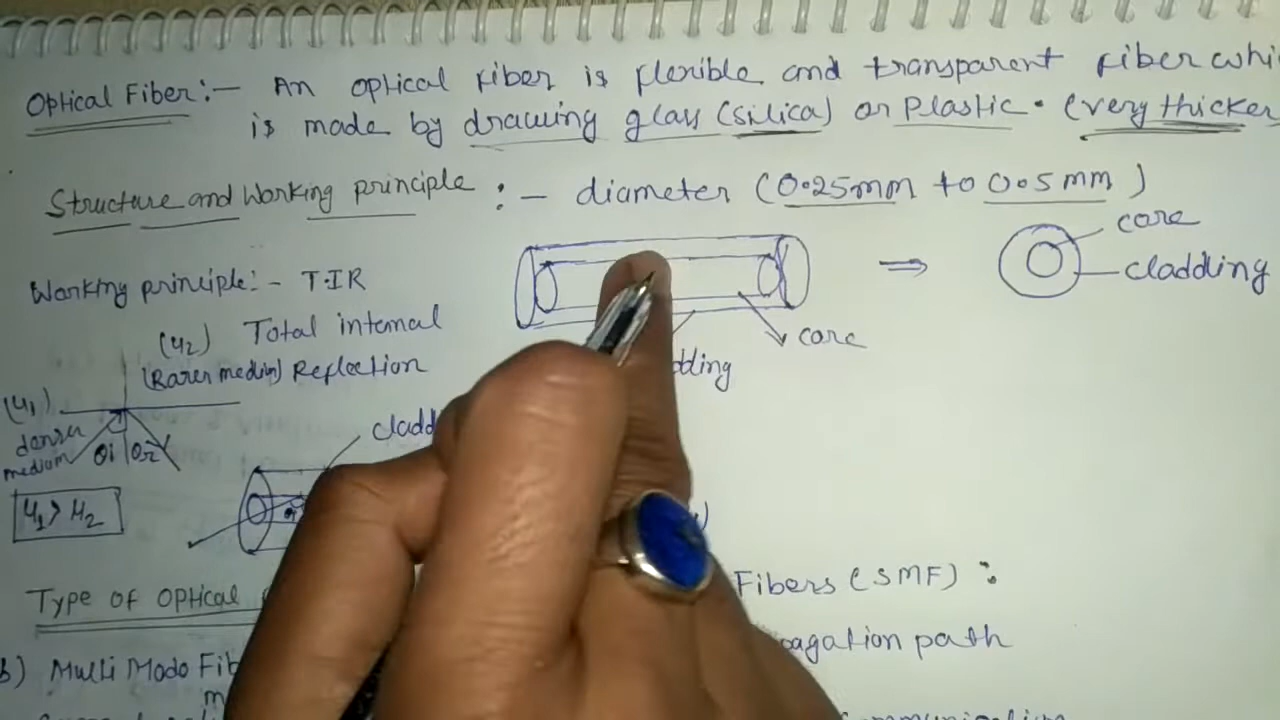 Optical Fiber :- An optical fiber is flexible and transparent fiber whi
is made by drawing glass (silica) or Plastic. (very thicker
Structure and Working principle :- diameter (0.25mm to 0.5mm)
core
cladding
Working principle:- T.I.R
(μ2) Total internal
(Rarer medium) Reflection
core
dding
(μ1)
denser
medium θi θr
cladd
μ1 > μ2
Type of Optical
Fibers (SMF) :
pagation path
b) Multi Mode Fib
m